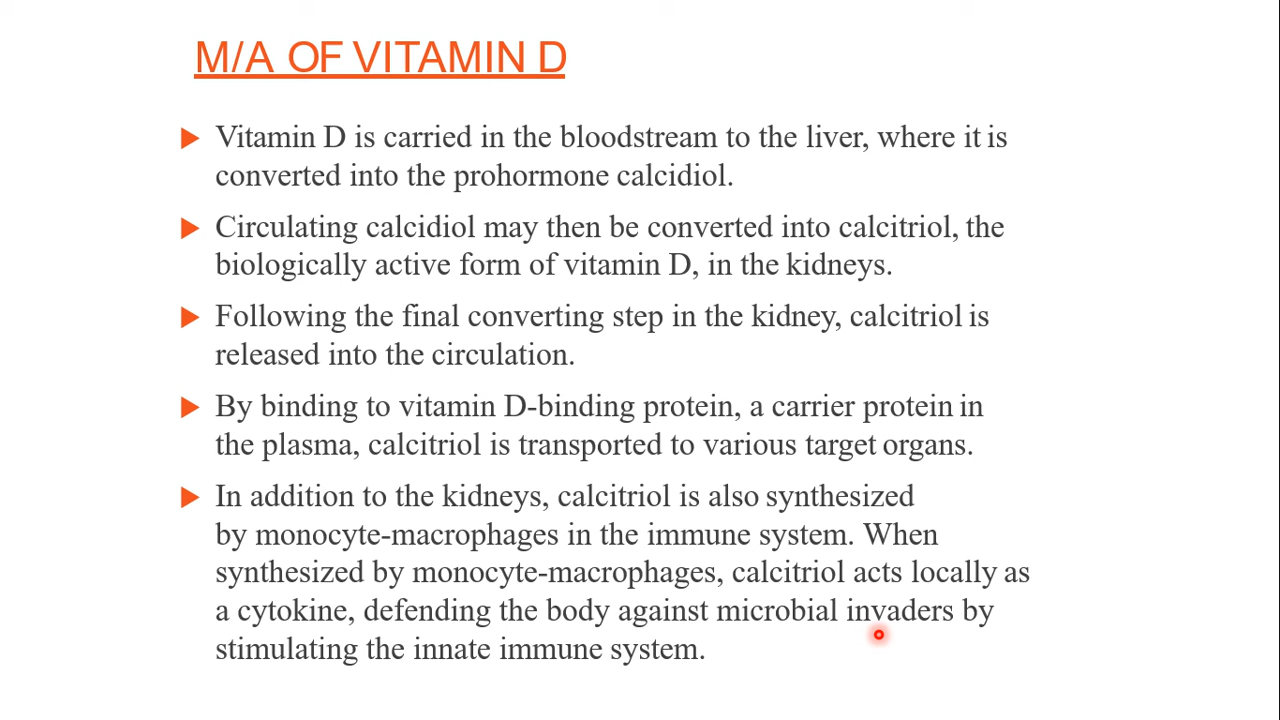 M/A OF VITAMIN D
Vitamin D is carried in the bloodstream to the liver, where it is
converted into the prohormone calcidiol.
Circulating calcidiol may then be converted into calcitriol, the
biologically active form of vitamin D, in the kidneys.
Following the final converting step in the kidney, calcitriol is
released into the circulation.
By binding to vitamin D-binding protein, a carrier protein in
the plasma, calcitriol is transported to various target organs.
In addition to the kidneys, calcitriol is also synthesized
by monocyte-macrophages in the immune system. When
synthesized by monocyte-macrophages, calcitriol acts locally as
a cytokine, defending the body against microbial invaders by
stimulating the innate immune system.